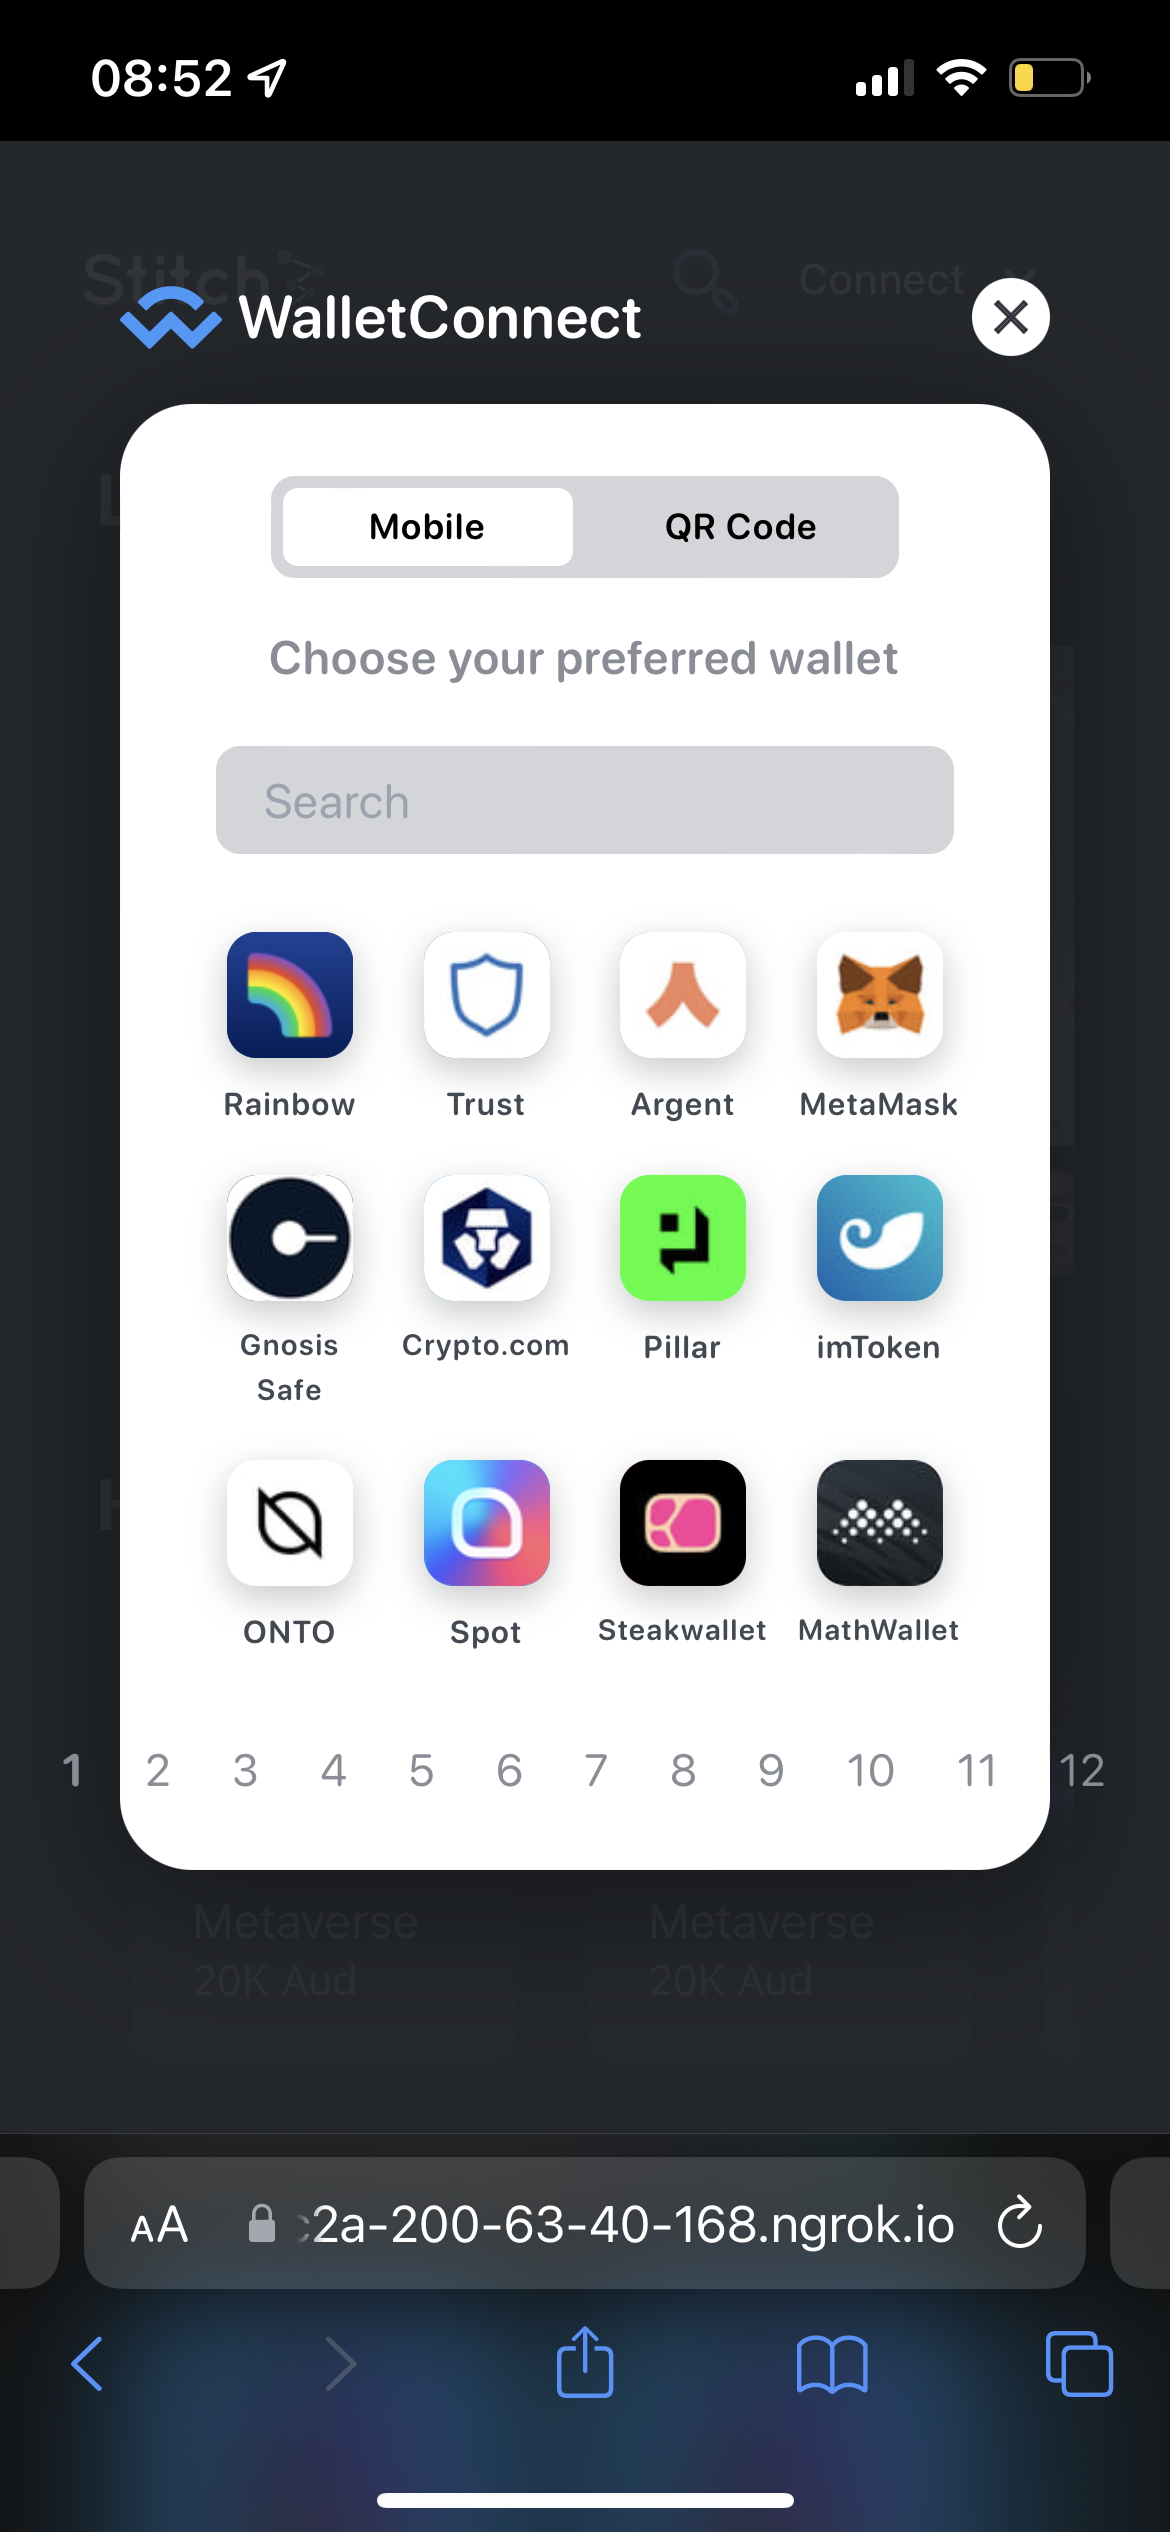 08:52
Stitch
Connect
WalletConnect
Mobile
QR Code
Choose your preferred wallet
Search
Rainbow
Trust
Argent
MetaMask
Gnosis
Safe
Crypto.com
Pillar
imToken
ONTO
Spot
Steakwallet
MathWallet
1 2 3 4 5 6 7 8 9 10 11 12
Metaverse
20K Aud
Metaverse
20K Aud
AA
2a-200-63-40-168.ngrok.io